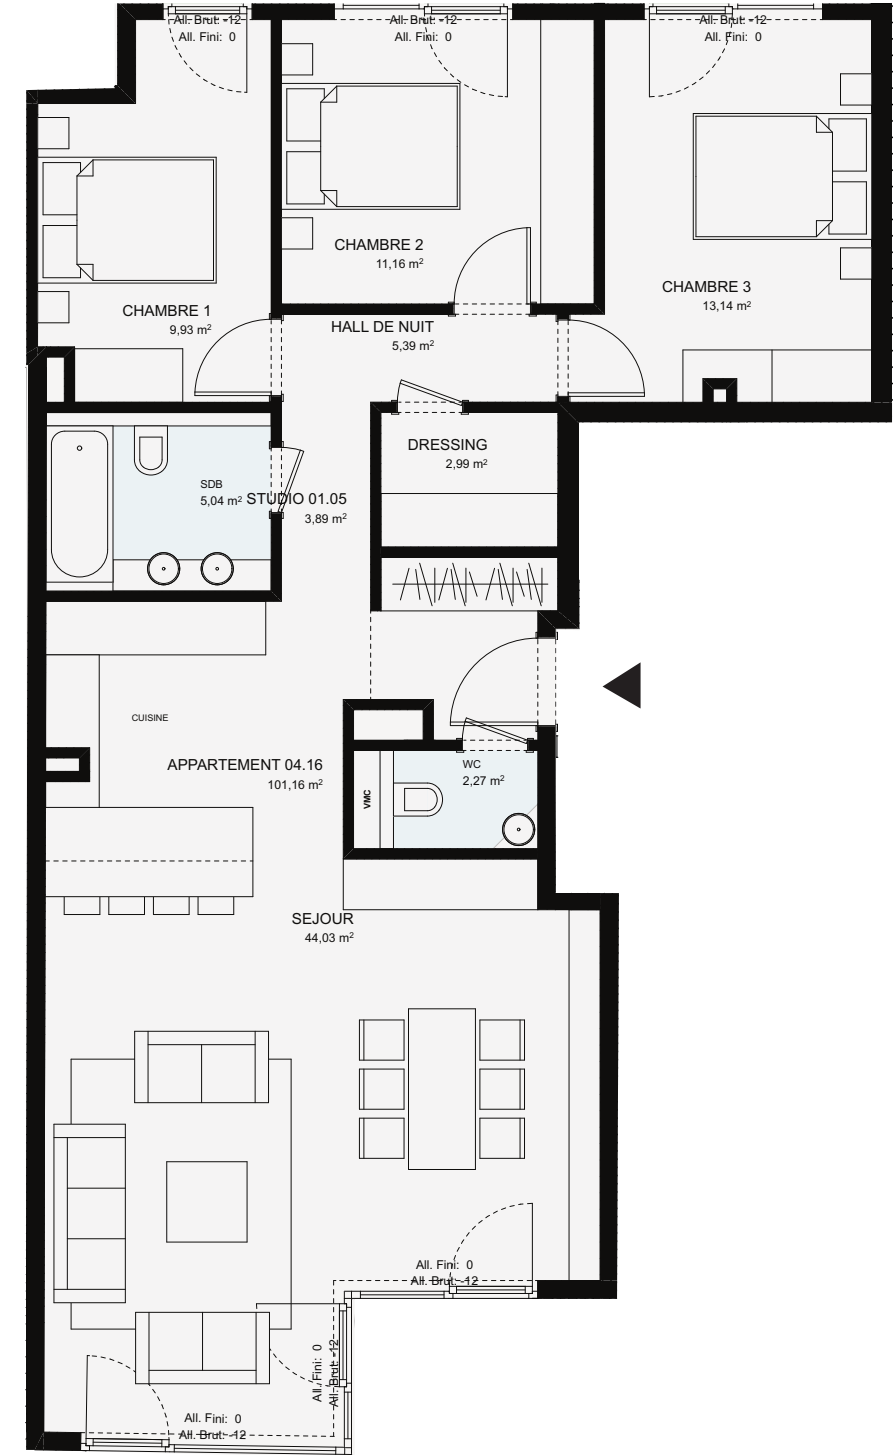 All. Brut: -12
All. Fini: 0
All. Brut: -12
All. Fini: 0
All. Brut: -12
All. Fini: 0
CHAMBRE 2
11,16 m²
CHAMBRE 3
13,14 m²
CHAMBRE 1
9,93 m²
HALL DE NUIT
5,39 m²
DRESSING
2,99 m²
SDB
5,04 m²
STUDIO 01.05
3,89 m²
CUISINE
APPARTEMENT 04.16
101,16 m²
WC
2,27 m²
VMC
SEJOUR
44,03 m²
All. Fini: 0
All. Brut: -12
All. Fini: 0
All. Brut: -12
All. Fini: 0
All. Brut: -12